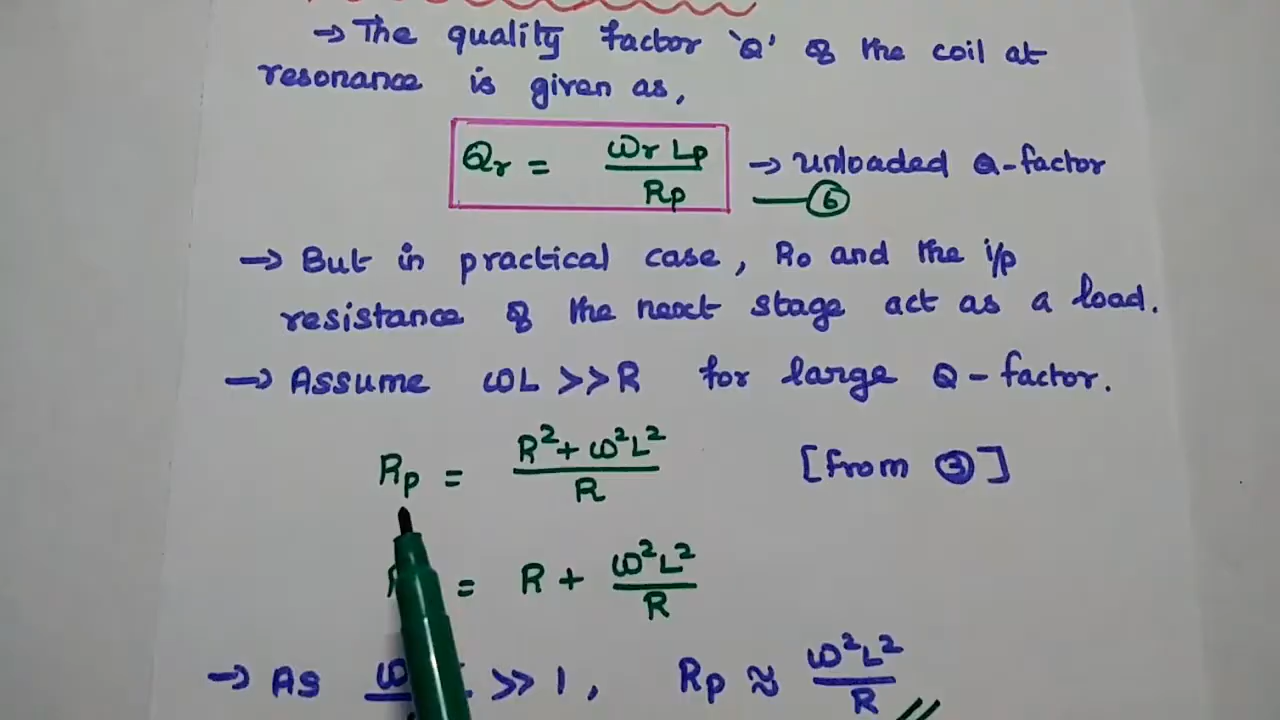 → The quality factor 'Q' of the coil at
resonance is given as,
Qr = ωr Lp / Rp → unloaded Q-factor
— ⑥
→ But in practical case, Ro and the i/p
resistance of the next stage act as a load.
→ Assume ωL >> R for large Q-factor.
Rp = R² + ω²L² / R [from ③]
= R + ω²L² / R
→ As >> 1, Rp ≈ ω²L² / R //